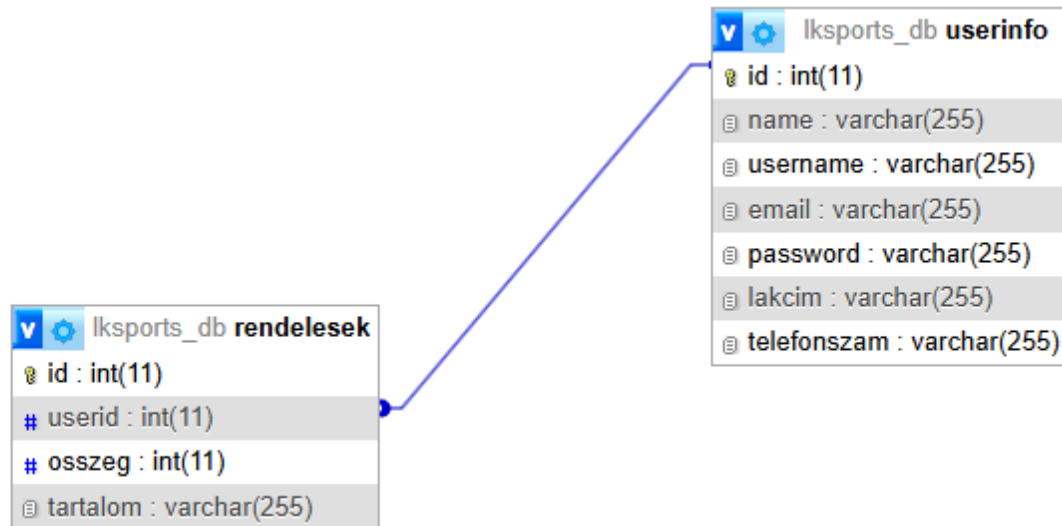 v lksports_db userinfo
id : int(11)
name : varchar(255)
username : varchar(255)
email : varchar(255)
password : varchar(255)
lakcim : varchar(255)
telefonszam : varchar(255)
v lksports_db rendelesek
id : int(11)
# userid : int(11)
# osszeg : int(11)
tartalom : varchar(255)